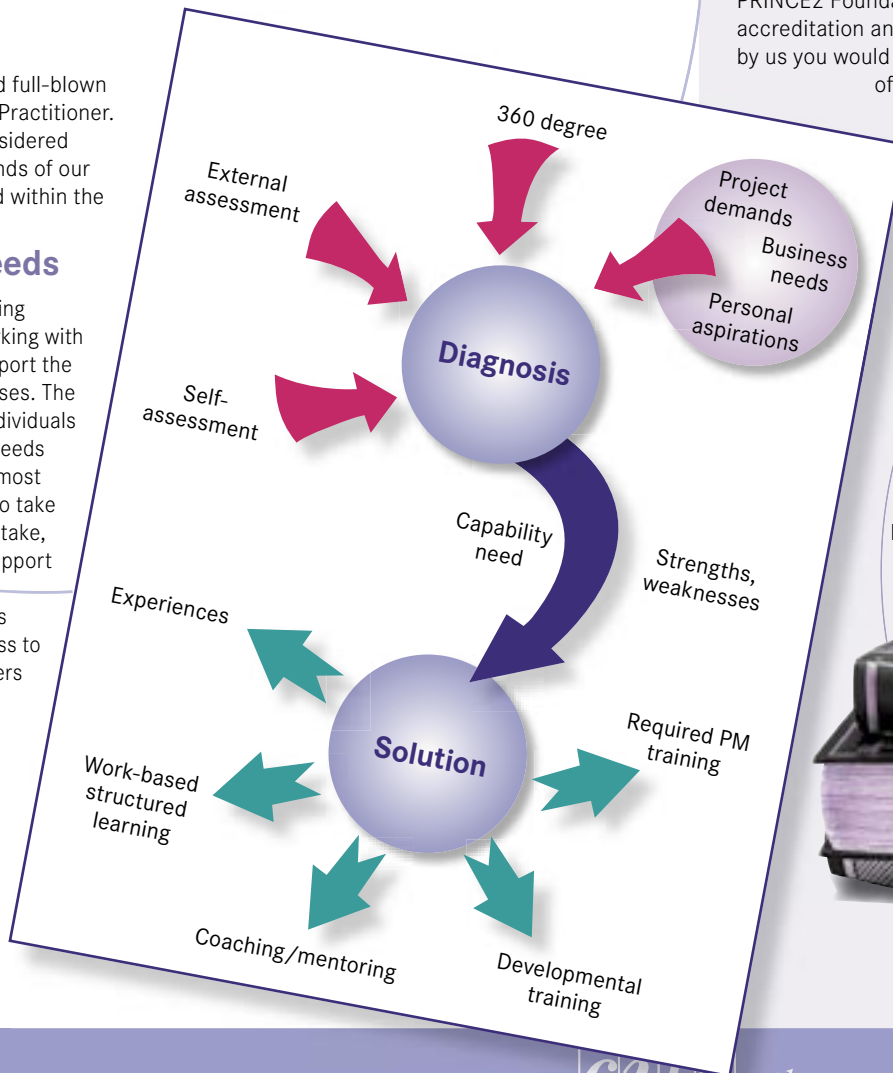 d full-blown
Practitioner.
sidered
nds of our
d within the
eeds
ing
king with
port the
ses. The
dividuals
eeds
most
o take
take,
pport
s
ss to
ers
PRINCE2 Founda
accreditation an
by us you would
of
360 degree
External
assessment
Project
demands
Business
needs
Personal
aspirations
Diagnosis
Self-
assessment
Capability
need
Strengths,
weaknesses
Experiences
Solution
Required PM
training
Work-based
structured
learning
Coaching/mentoring
Developmental
training